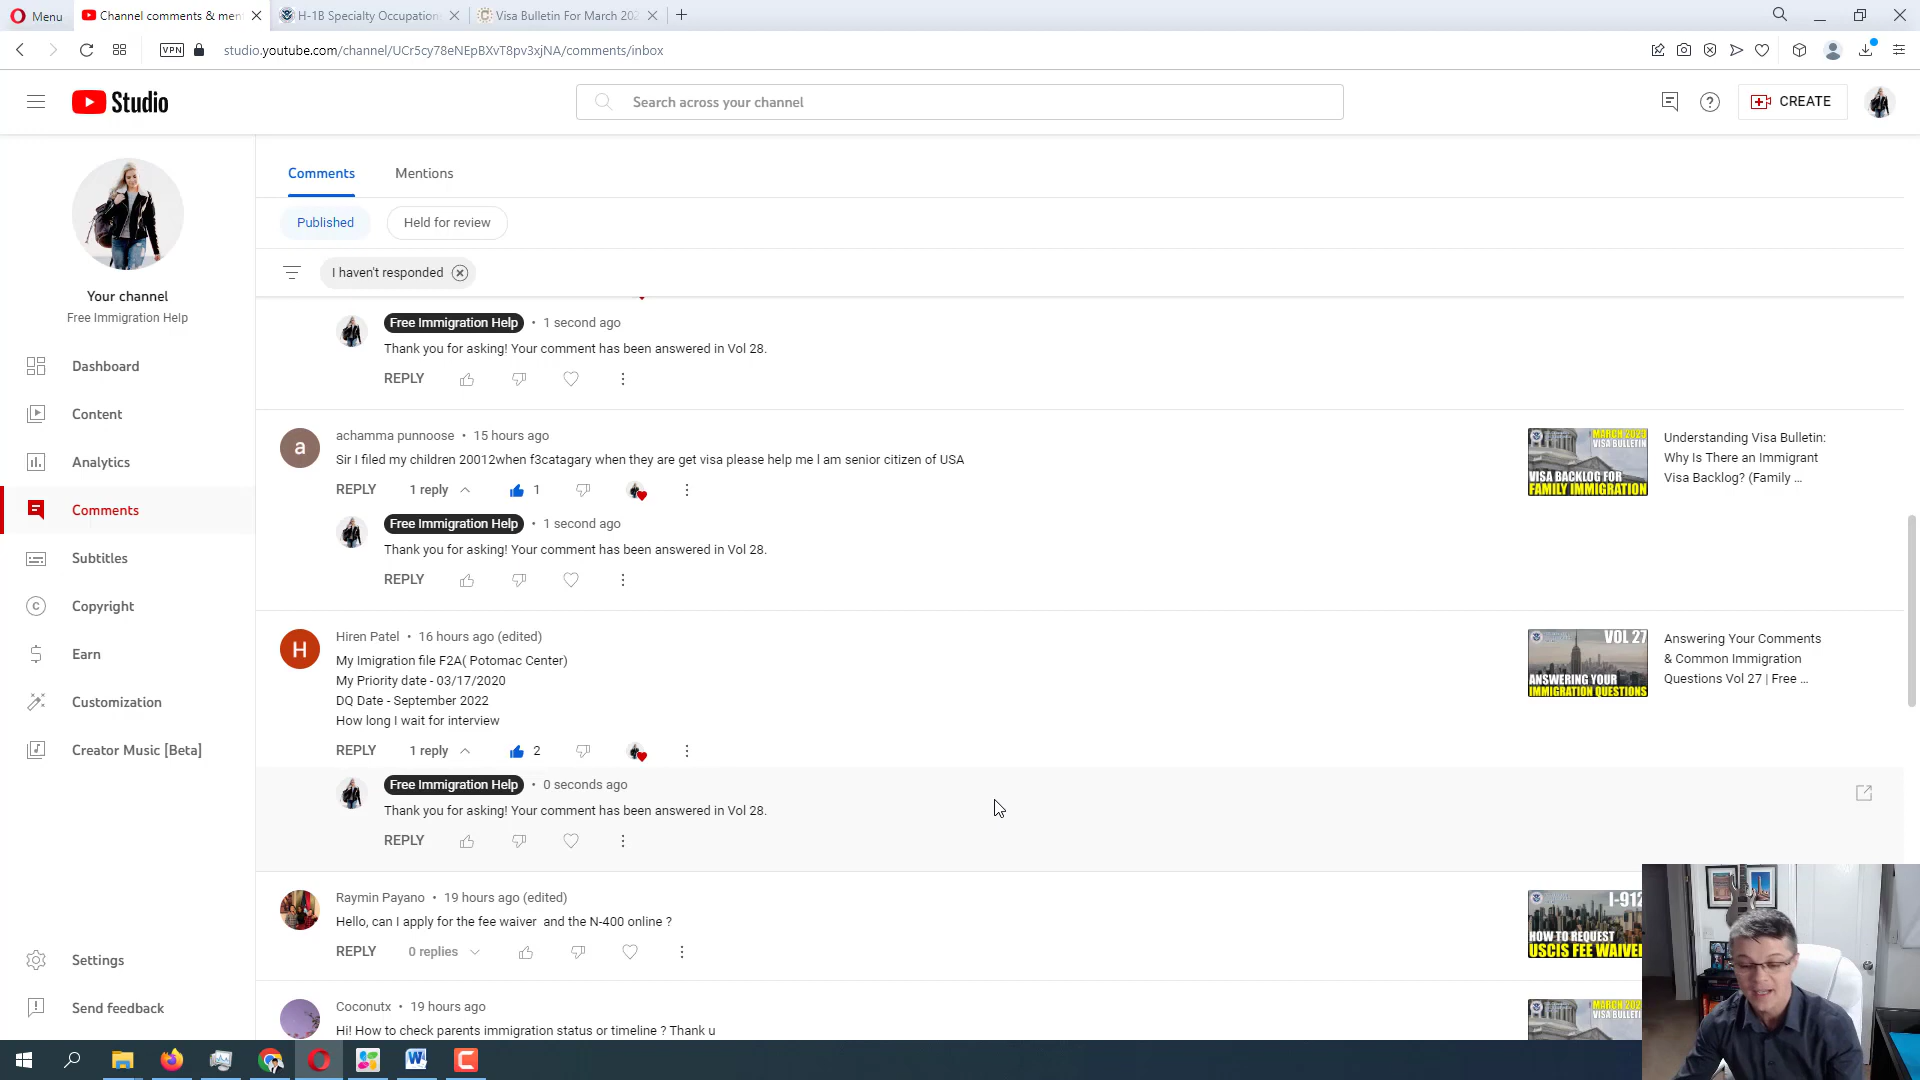 Menu
Channel comments & men
H-1B Specialty Occupation
Visa Bulletin For March 202
VPN
studio.youtube.com/channel/UCr5cy78eNEpBXvT8pv3xjNA/comments/inbox
Studio
Search across your channel
CREATE
Your channel
Free Immigration Help
Dashboard
Content
Analytics
Comments
Subtitles
Copyright
Earn
Customization
Creator Music [Beta]
Settings
Send feedback
Comments
Mentions
Published
Held for review
I haven't responded
Free Immigration Help • 1 second ago
Thank you for asking! Your comment has been answered in Vol 28.
REPLY
a
achamma punnoose • 15 hours ago
Sir I filed my children 20012when f3catagary when they are get visa please help me l am senior citizen of USA
REPLY 1 reply 1
MARCH 2023
VISA BULLETIN
VISA BACKLOG FOR
FAMILY IMMIGRATION
Understanding Visa Bulletin:
Why Is There an Immigrant
Visa Backlog? (Family ...
Free Immigration Help • 1 second ago
Thank you for asking! Your comment has been answered in Vol 28.
REPLY
H
Hiren Patel • 16 hours ago (edited)
My Imigration file F2A( Potomac Center)
My Priority date - 03/17/2020
DQ Date - September 2022
How long I wait for interview
REPLY 1 reply 2
VOL 27
ANSWERING YOUR
IMMIGRATION QUESTIONS
Answering Your Comments
& Common Immigration
Questions Vol 27 | Free ...
Free Immigration Help • 0 seconds ago
Thank you for asking! Your comment has been answered in Vol 28.
REPLY
Raymin Payano • 19 hours ago (edited)
Hello, can I apply for the fee waiver and the N-400 online ?
REPLY 0 replies
I-912
HOW TO REQUEST
USCIS FEE WAIVER
Coconutx • 19 hours ago
Hi! How to check parents immigration status or timeline ? Thank u
MARCH 202
VISA BULLETIN